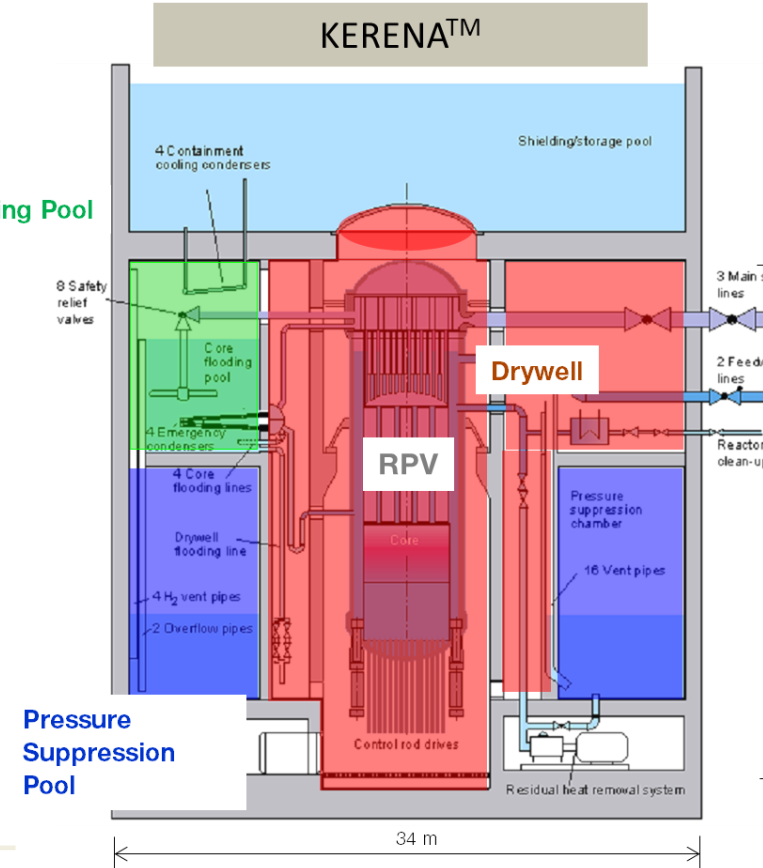 KERENA™
4 Containment
cooling condensers
Shielding/storage pool
ing Pool
8 Safety
relief
valves
3 Main s
lines
Core
flooding
pool
Drywell
2 Feed
lines
4 Emergency
condensers
RPV
Reactor
clean-up
4 Core
flooding lines
Pressure
suppression
chamber
Drywell
flooding line
Core
16 Vent pipes
4 H₂ vent pipes
2 Overflow pipes
Pressure
Suppression
Pool
Control rod drives
Residual heat removal system
34 m